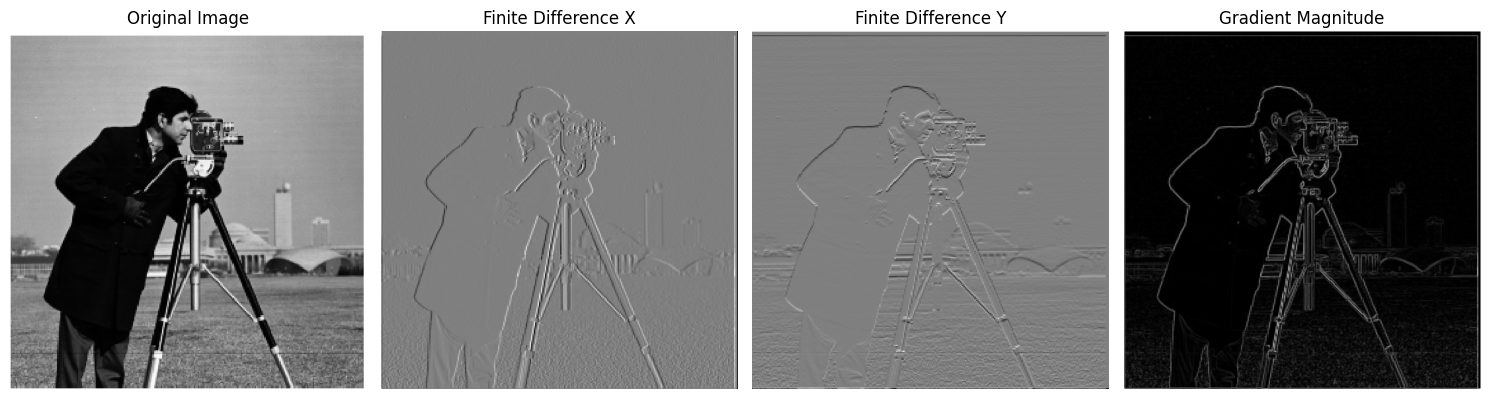 Original Image
Finite Difference X
Finite Difference Y
Gradient Magnitude